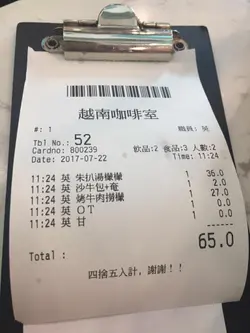 越南咖啡室
#: 1 職員: 英
Tbl No.: 52 飲品:2 食品:3 人數:2
Cardno: B00239
Date: 2017-07-22 Time: 11:24
11:24 英 朱扒湯檬檬 1 36.0
11:24 英 沙牛包+奄 1 2.0
11:24 英 燒牛肉撈檬 1 27.0
11:24 英 OT 1 0.0
11:24 英 甘 1 0.0
Total : 65.0
四捨五入計，謝謝！！